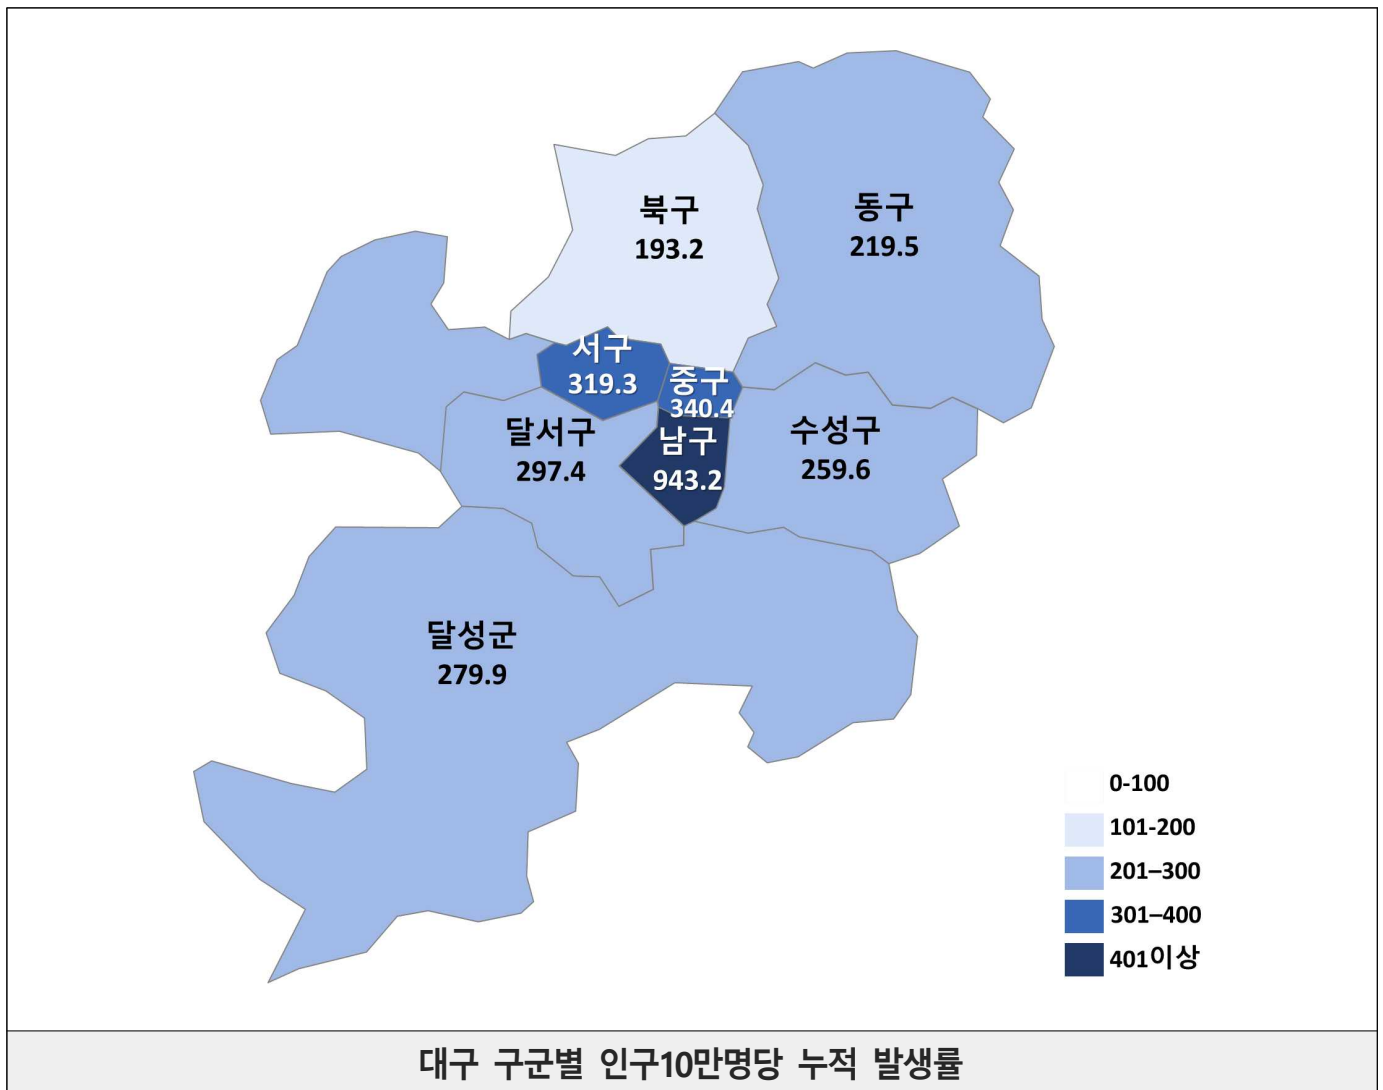 북구
193.2
동구
219.5
서구
319.3
중구
340.4
달서구
297.4
남구
943.2
수성구
259.6
달성군
279.9
0-100
101-200
201–300
301–400
401이상
대구 구군별 인구10만명당 누적 발생률